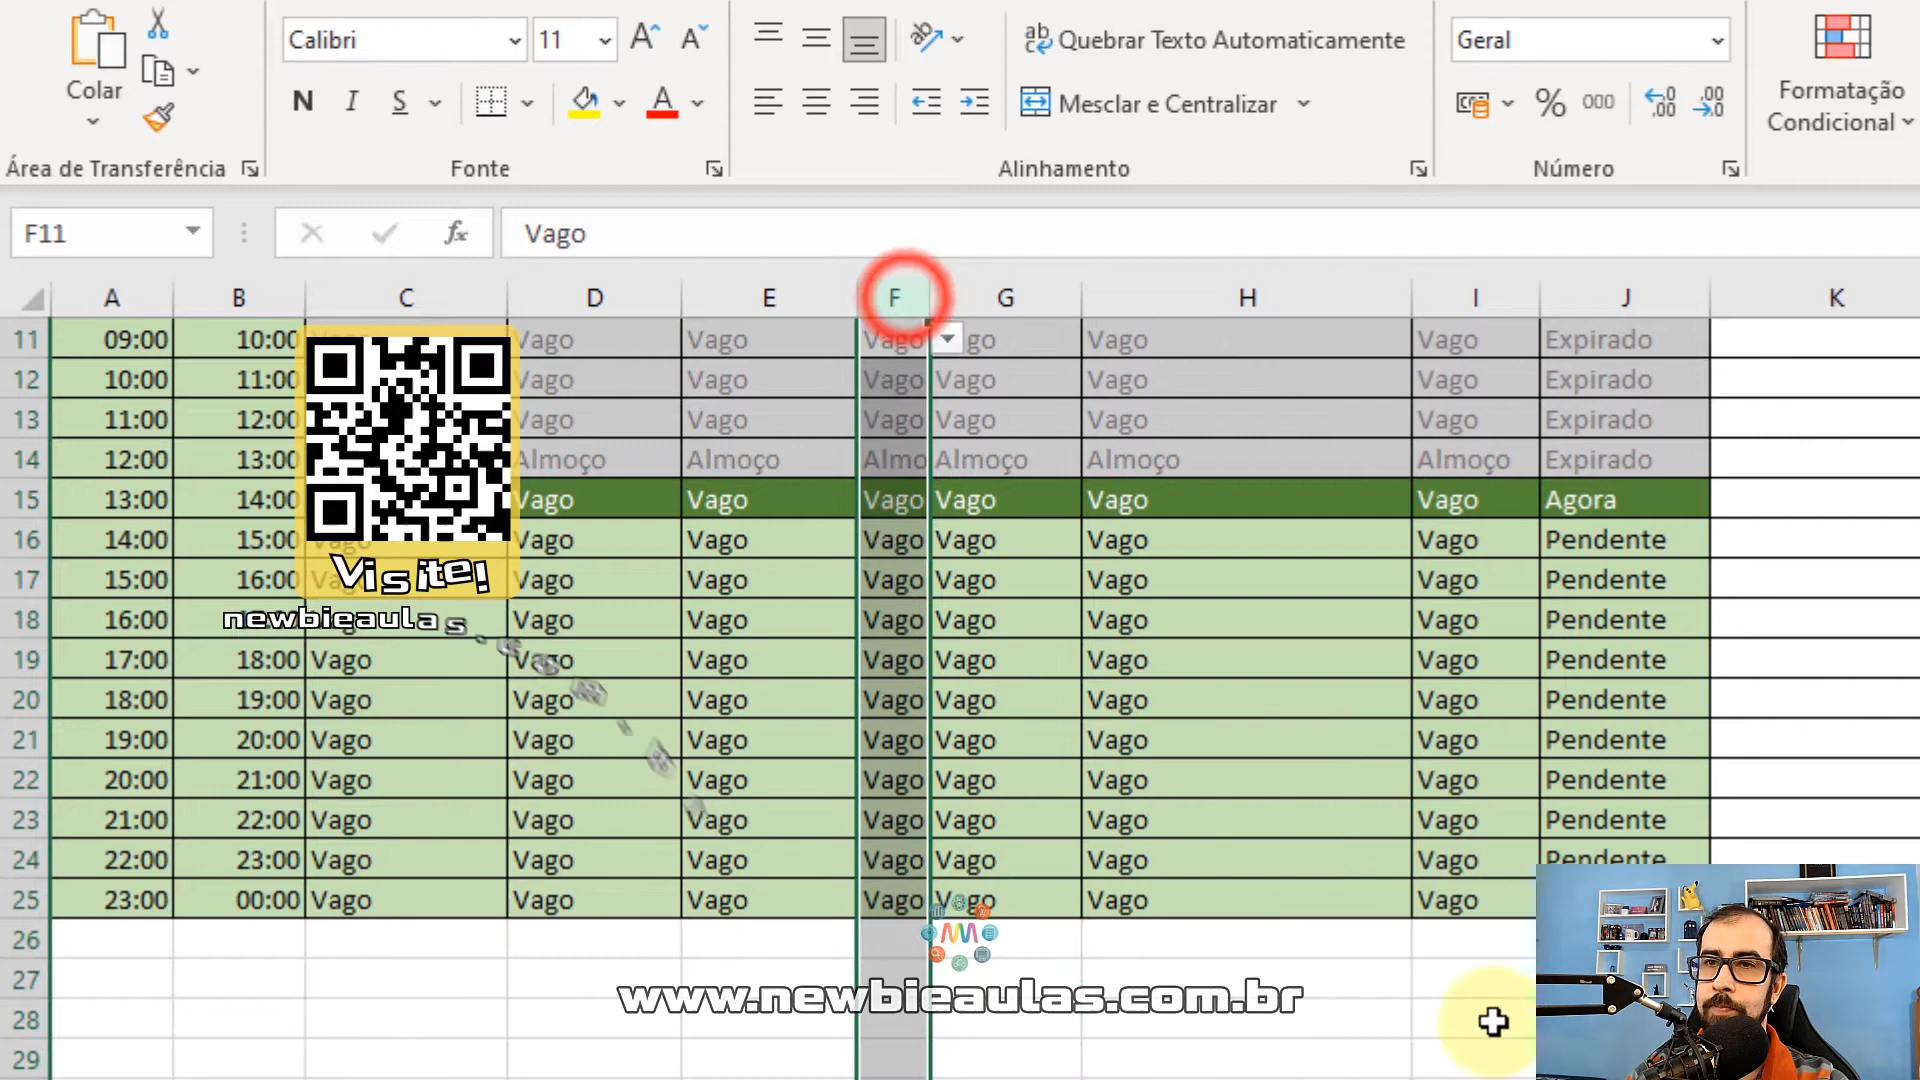 Calibri 11 Quebrar Texto Automaticamente Geral
Colar N I S A Mesclar e Centralizar % 000 Formatação Condicional
Área de Transferência Fonte Alinhamento Número
F11 fx Vago
A B C D E F G H I J K
11 09:00 10:00 Vago Vago Vago go Vago Vago Expirado
12 10:00 11:00 Vago Vago Vago Vago Vago Vago Expirado
13 11:00 12:00 Vago Vago Vago Vago Vago Vago Expirado
14 12:00 13:00 Almoço Almoço Almo Almoço Almoço Almoço Expirado
15 13:00 14:00 Vago Vago Vago Vago Vago Vago Agora
16 14:00 15:00 Vago Vago Vago Vago Vago Vago Pendente
17 15:00 16:00 Vago Vago Vago Vago Vago Vago Pendente
Visite!
18 16:00 Vago Vago Vago Vago Vago Vago Pendente
newbieaulas.
19 17:00 18:00 Vago Vago Vago Vago Vago Vago Vago Pendente
20 18:00 19:00 Vago Vago Vago Vago Vago Vago Vago Pendente
21 19:00 20:00 Vago Vago Vago Vago Vago Vago Vago Pendente
22 20:00 21:00 Vago Vago Vago Vago Vago Vago Vago Pendente
23 21:00 22:00 Vago Vago Vago Vago Vago Vago Vago Pendente
24 22:00 23:00 Vago Vago Vago Vago Vago Vago Vago Pendente
25 23:00 00:00 Vago Vago Vago Vago Vago Vago Vago
26
27
www.newbieaulas.com.br
28
29